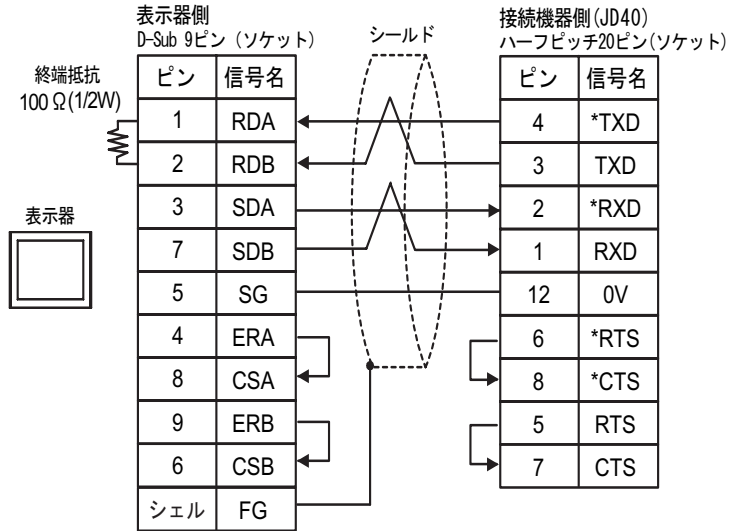 表示器側
D-Sub 9ピン（ソケット）
シールド
接続機器側(JD40)
ハーフピッチ20ピン(ソケット)
終端抵抗
100Ω(1/2W)
表示器
ピン 信号名
1 RDA
2 RDB
3 SDA
7 SDB
5 SG
4 ERA
8 CSA
9 ERB
6 CSB
シェル FG
ピン 信号名
4 *TXD
3 TXD
2 *RXD
1 RXD
12 0V
6 *RTS
8 *CTS
5 RTS
7 CTS